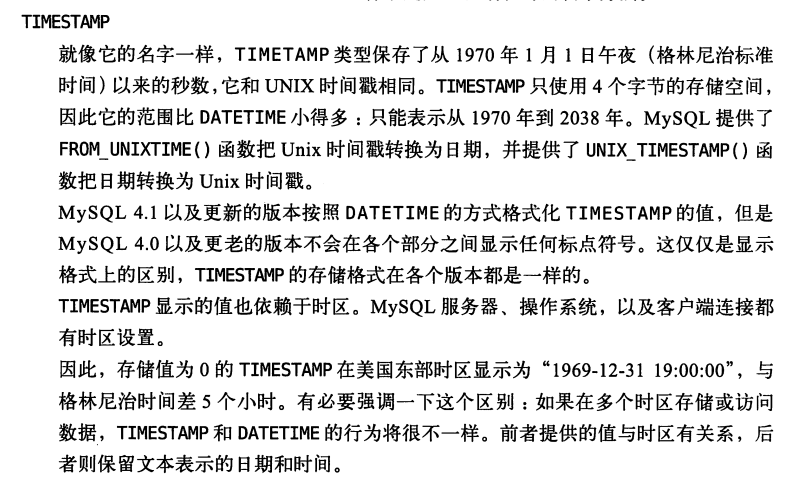 TIMESTAMP
就像它的名字一样，TIMETAMP 类型保存了从 1970 年 1 月 1 日午夜（格林尼治标准
时间）以来的秒数，它和 UNIX 时间戳相同。TIMESTAMP 只使用 4 个字节的存储空间，
因此它的范围比 DATETIME 小得多：只能表示从 1970 年到 2038 年。MySQL 提供了
FROM_UNIXTIME() 函数把 Unix 时间戳转换为日期，并提供了 UNIX_TIMESTAMP() 函
数把日期转换为 Unix 时间戳。
MySQL 4.1 以及更新的版本按照 DATETIME 的方式格式化 TIMESTAMP 的值，但是
MySQL 4.0 以及更老的版本不会在各个部分之间显示任何标点符号。这仅仅是显示
格式上的区别，TIMESTAMP 的存储格式在各个版本都是一样的。
TIMESTAMP 显示的值也依赖于时区。MySQL 服务器、操作系统，以及客户端连接都
有时区设置。
因此，存储值为 0 的 TIMESTAMP 在美国东部时区显示为“1969-12-31 19:00:00”，与
格林尼治时间差 5 个小时。有必要强调一下这个区别：如果在多个时区存储或访问
数据，TIMESTAMP 和 DATETIME 的行为将很不一样。前者提供的值与时区有关系，后
者则保留文本表示的日期和时间。